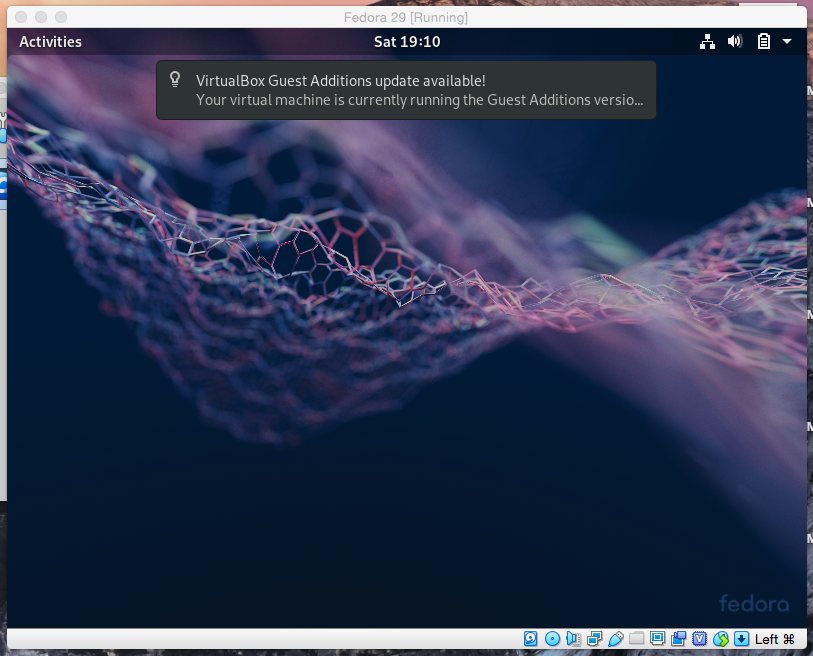 Fedora 29 [Running]
Activities
Sat 19:10
VirtualBox Guest Additions update available!
Your virtual machine is currently running the Guest Additions versio...
fedora
Left ⌘